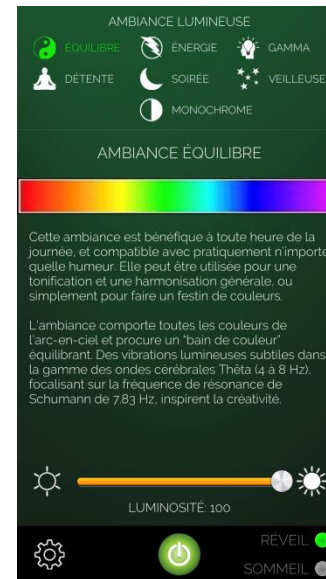 AMBIANCE LUMINEUSE
ÉQUILIBRE ÉNERGIE GAMMA
DÉTENTE SOIRÉE VEILLEUSE
MONOCHROME
AMBIANCE ÉQUILIBRE
Cette ambiance est bénéfique à toute heure de la
journée, et compatible avec pratiquement n'importe
quelle humeur. Elle peut être utilisée pour une
tonification et une harmonisation générale, ou
simplement pour faire un festin de couleurs.
L'ambiance comporte toutes les couleurs de
l'arc-en-ciel et procure un "bain de couleur"
équilibrant. Des vibrations lumineuses subtiles dans
la gamme des ondes cérébrales Thêta (4 à 8 Hz),
focalisant sur la fréquence de résonance de
Schumann de 7.83 Hz, inspirent la créativité.
LUMINOSITÉ: 100
RÉVEIL
SOMMEIL